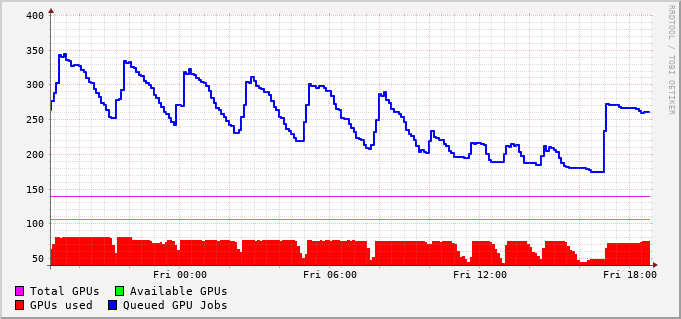 400
350
300
250
200
150
100
50
Fri 00:00 Fri 06:00 Fri 12:00 Fri 18:00
Total GPUs Available GPUs
GPUs used Queued GPU Jobs
RRDTOOL / TOBI OETIKER